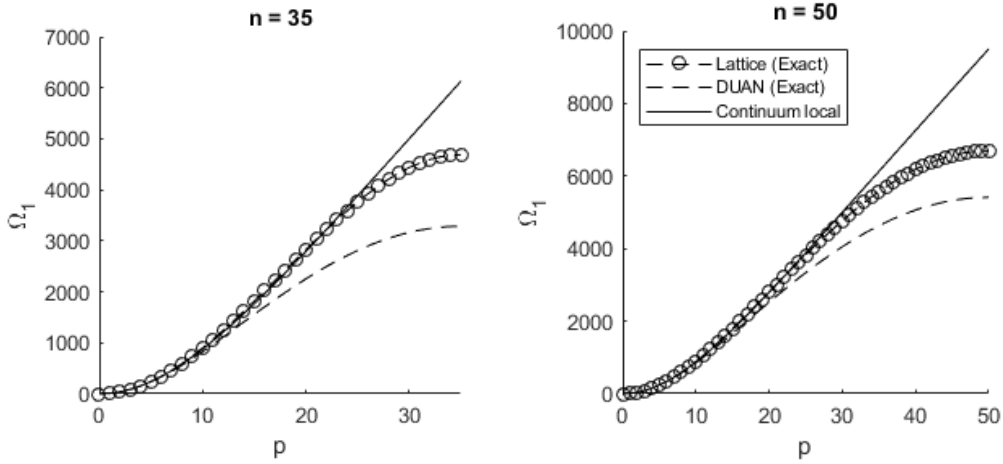 n = 35
7000
6000
5000
4000
3000
2000
1000
0
Ω1
0 10 20 30
p
n = 50
10000
8000
6000
4000
2000
0
Ω1
Lattice (Exact)
DUAN (Exact)
Continuum local
0 10 20 30 40 50
p